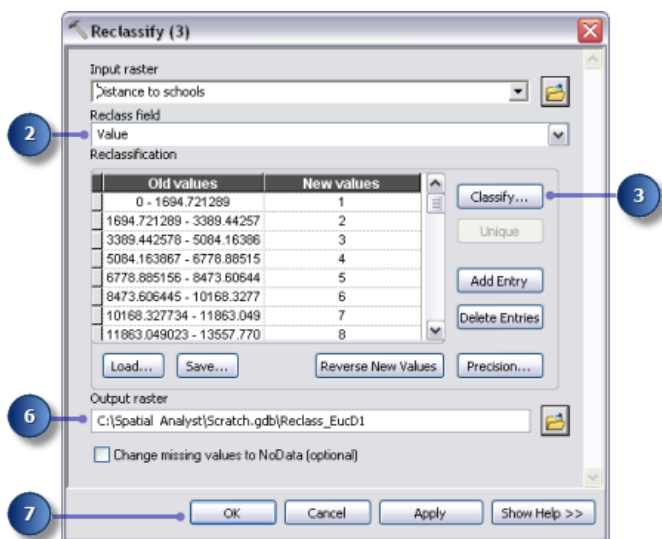 Reclassify (3)
Input raster
Distance to schools
Reclass field
2
Value
Reclassification
Old values New values
0 - 1694.721289 1
1694.721289 - 3389.44257 2
3389.442578 - 5084.16386 3
5084.163867 - 6778.88515 4
6778.885156 - 8473.60644 5
8473.606445 - 10168.3277 6
10168.327734 - 11863.049 7
11863.049023 - 13557.770 8
Classify...
3
Unique
Add Entry
Delete Entries
Load... Save... Reverse New Values Precision...
Output raster
6
C:\Spatial Analyst\Scratch.gdb\Reclass_EucD1
Change missing values to NoData (optional)
7
OK Cancel Apply Show Help >>